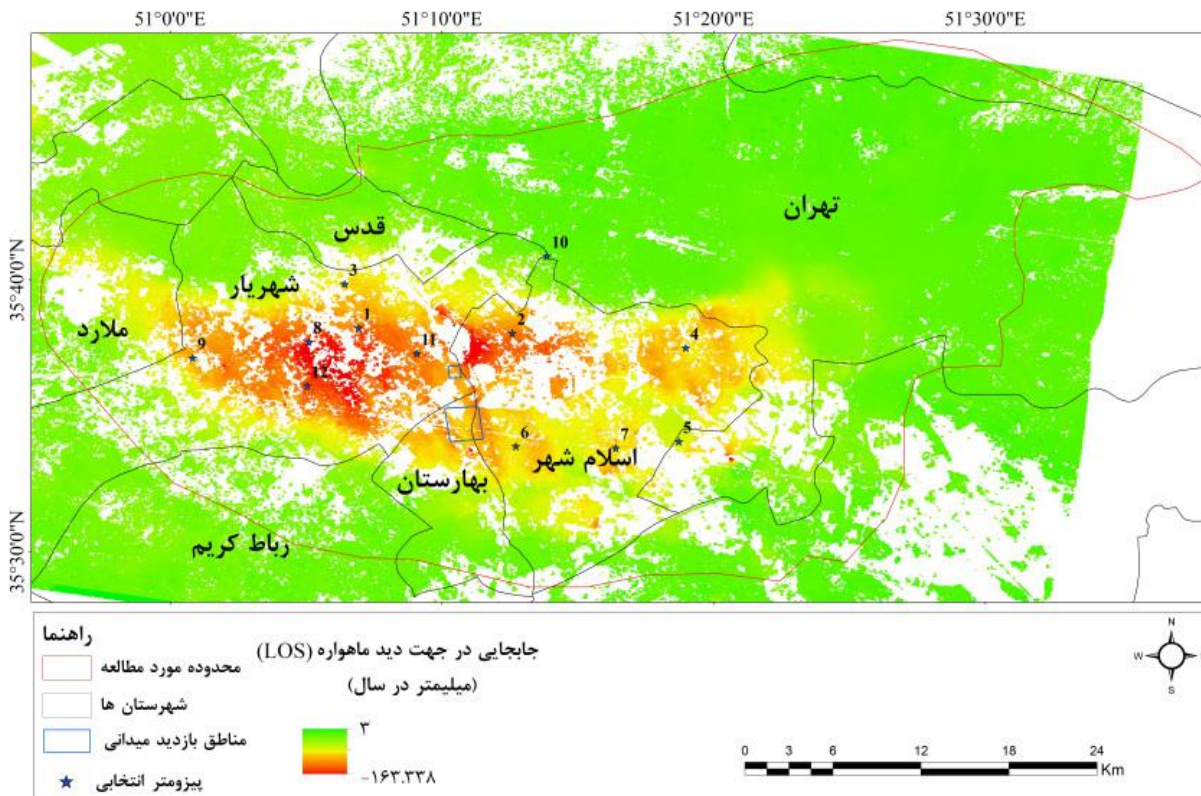 51°0'0"E 51°10'0"E 51°20'0"E 51°30'0"E
35°40'0"N
35°30'0"N
تهران
قدس
10
3
شهریار
ملارد
1
2
8
11
4
9
12
6
7
5
اسلام شهر
بهارستان
رباط کریم
راهنما
محدوده مورد مطالعه
شهرستان ها
مناطق بازدید میدانی
پیزومتر انتخابی
جابجایی در جهت دید ماهواره (LOS)
(میلیمتر در سال)
۳
-۱۶۳.۳۳۸
N
W E
S
0 3 6 12 18 24
Km